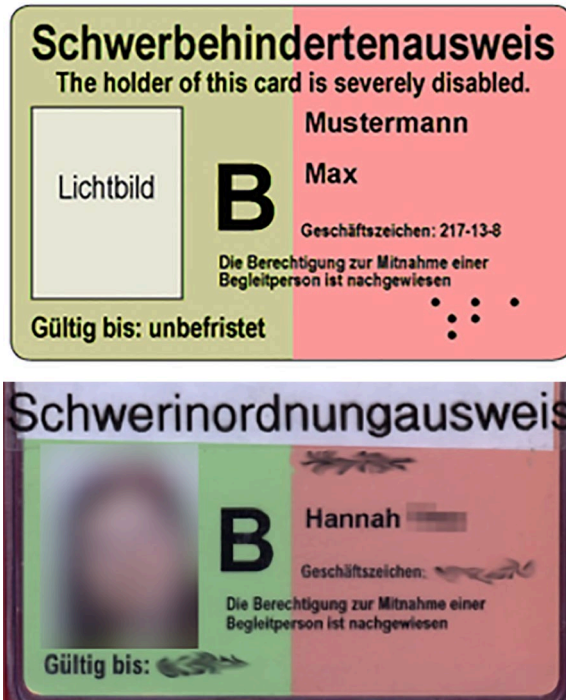 Schwerbehindertenausweis
The holder of this card is severely disabled.
Mustermann
Lichtbild
B
Max
Geschäftszeichen: 217-13-8
Die Berechtigung zur Mitnahme einer
Begleitperson ist nachgewiesen
Gültig bis: unbefristet
Schwerinordnungausweis
B
Hannah
Geschäftszeichen:
Die Berechtigung zur Mitnahme einer
Begleitperson ist nachgewiesen
Gültig bis: